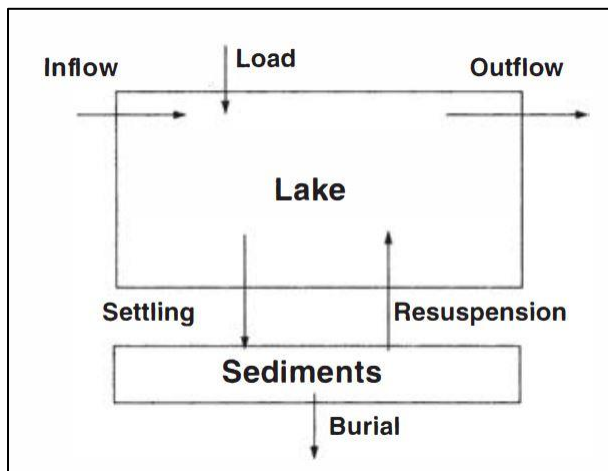 Load
Inflow
Outflow
Lake
Settling
Resuspension
Sediments
Burial